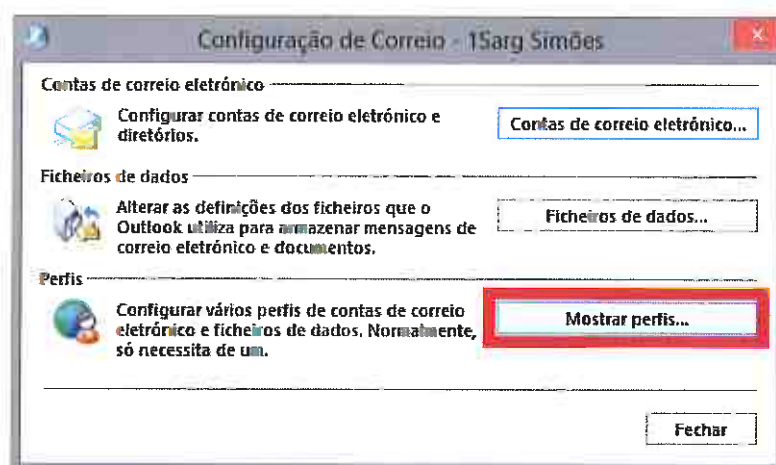 Configuração de Correio - 1Sarg Simões
Contas de correio eletrónico
Configurar contas de correio eletrónico e
diretórios.
Contas de correio eletrónico...
Ficheiros de dados
Alterar as definições dos ficheiros que o
Outlook utiliza para armazenar mensagens de
correio eletrónico e documentos.
Ficheiros de dados...
Perfis
Configurar vários perfis de contas de correio
eletrónico e ficheiros de dados. Normalmente,
só necessita de um.
Mostrar perfis...
Fechar